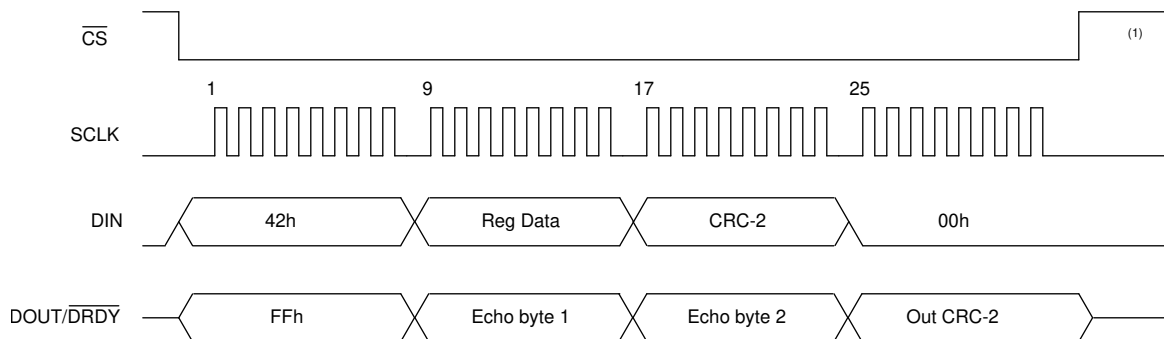 CS (1)
1 9 17 25
SCLK
DIN 42h Reg Data CRC-2 00h
DOUT/DRDY FFh Echo byte 1 Echo byte 2 Out CRC-2